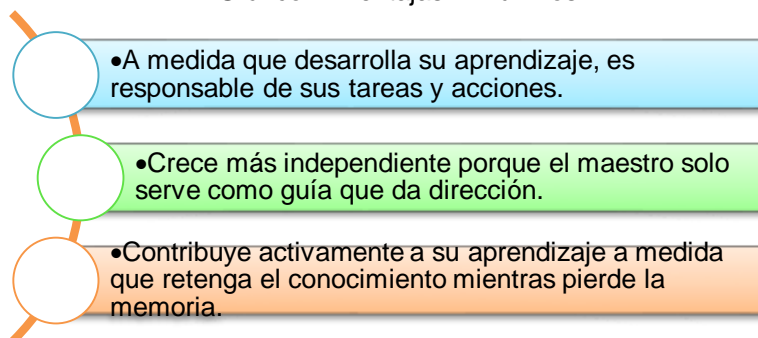 •A medida que desarrolla su aprendizaje, es
responsable de sus tareas y acciones.
•Crece más independiente porque el maestro solo
serve como guía que da dirección.
•Contribuye activamente a su aprendizaje a medida
que retenga el conocimiento mientras pierde la
memoria.